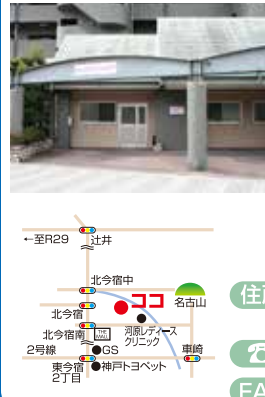 ←至R29
辻井
北今宿中
ココ
名古山
北今宿
北今宿南
THE MALL
河原レディース
クリニック
2号線
●GS
車崎
東今宿
2丁目
●神戸トヨペット
住
FA